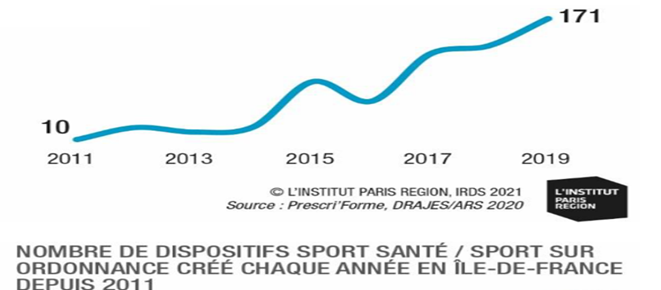 171
10
2011 2013 2015 2017 2019
© L'INSTITUT PARIS REGION, IRDS 2021
Source : Prescri'Forme, DRAJES/ARS 2020
L'INSTITUT
PARIS
REGION
NOMBRE DE DISPOSITIFS SPORT SANTÉ / SPORT SUR
ORDONNANCE CRÉÉ CHAQUE ANNÉE EN ÎLE-DE-FRANCE
DEPUIS 2011